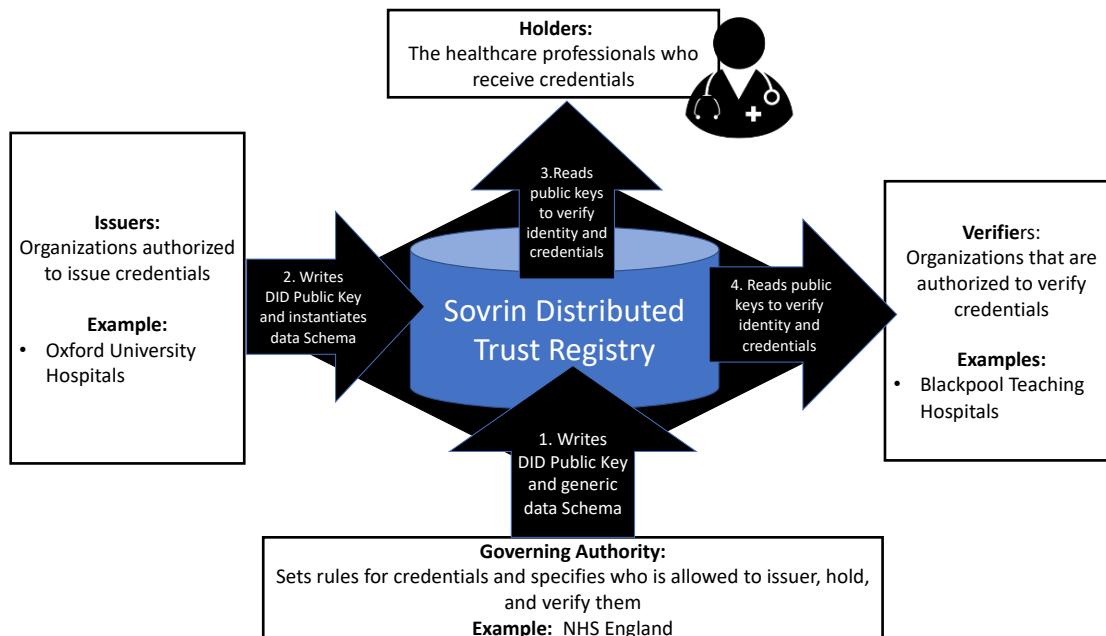 Holders:
The healthcare professionals who
receive credentials
3.Reads
public keys
to verify
identity and
credentials
Issuers:
Organizations authorized
to issue credentials
Example:
• Oxford University
Hospitals
2. Writes
DID Public Key
and instantiates
data Schema
Sovrin Distributed
Trust Registry
4. Reads public
keys to verify
identity and
credentials
Verifiers:
Organizations that are
authorized to verify
credentials
Examples:
• Blackpool Teaching
Hospitals
1. Writes
DID Public Key
and generic
data Schema
Governing Authority:
Sets rules for credentials and specifies who is allowed to issuer, hold,
and verify them
Example: NHS England